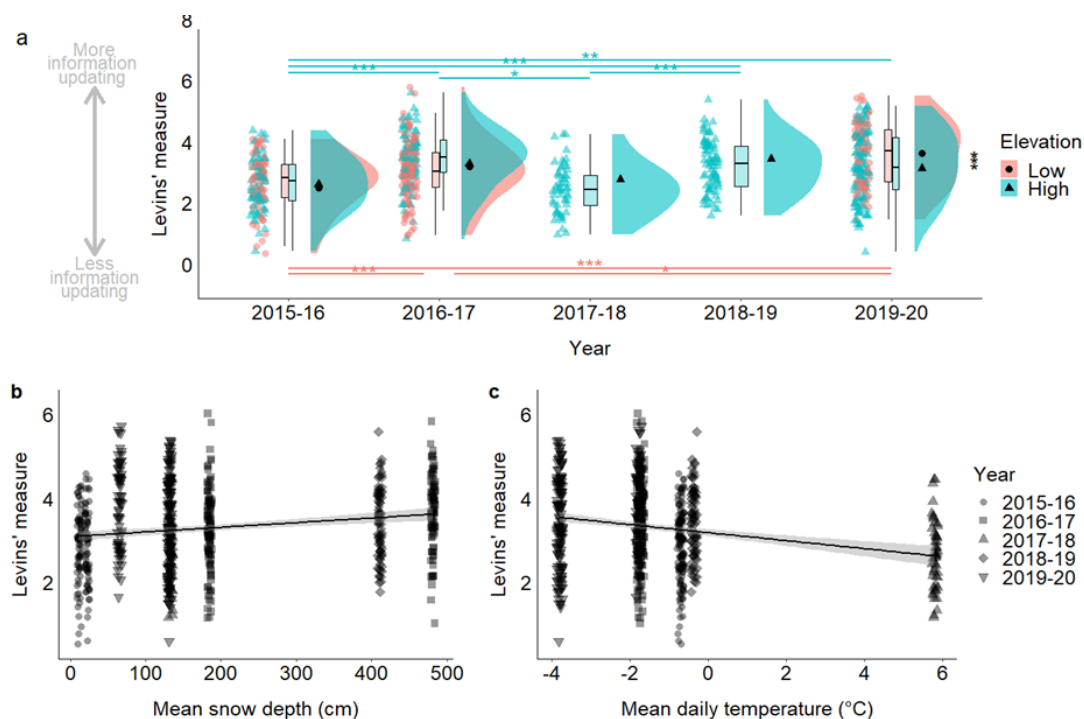 a
8
6
4
2
0
Levins' measure
More
information
updating
Less
information
updating
**
***
***
***
*
***
***
***
*
2015-16
2016-17
2017-18
2018-19
2019-20
Year
Elevation
Low
High
b
6
4
2
Levins' measure
0
100
200
300
400
500
Mean snow depth (cm)
c
6
4
2
Levins' measure
-4
-2
0
2
4
6
Mean daily temperature (°C)
Year
2015-16
2016-17
2017-18
2018-19
2019-20